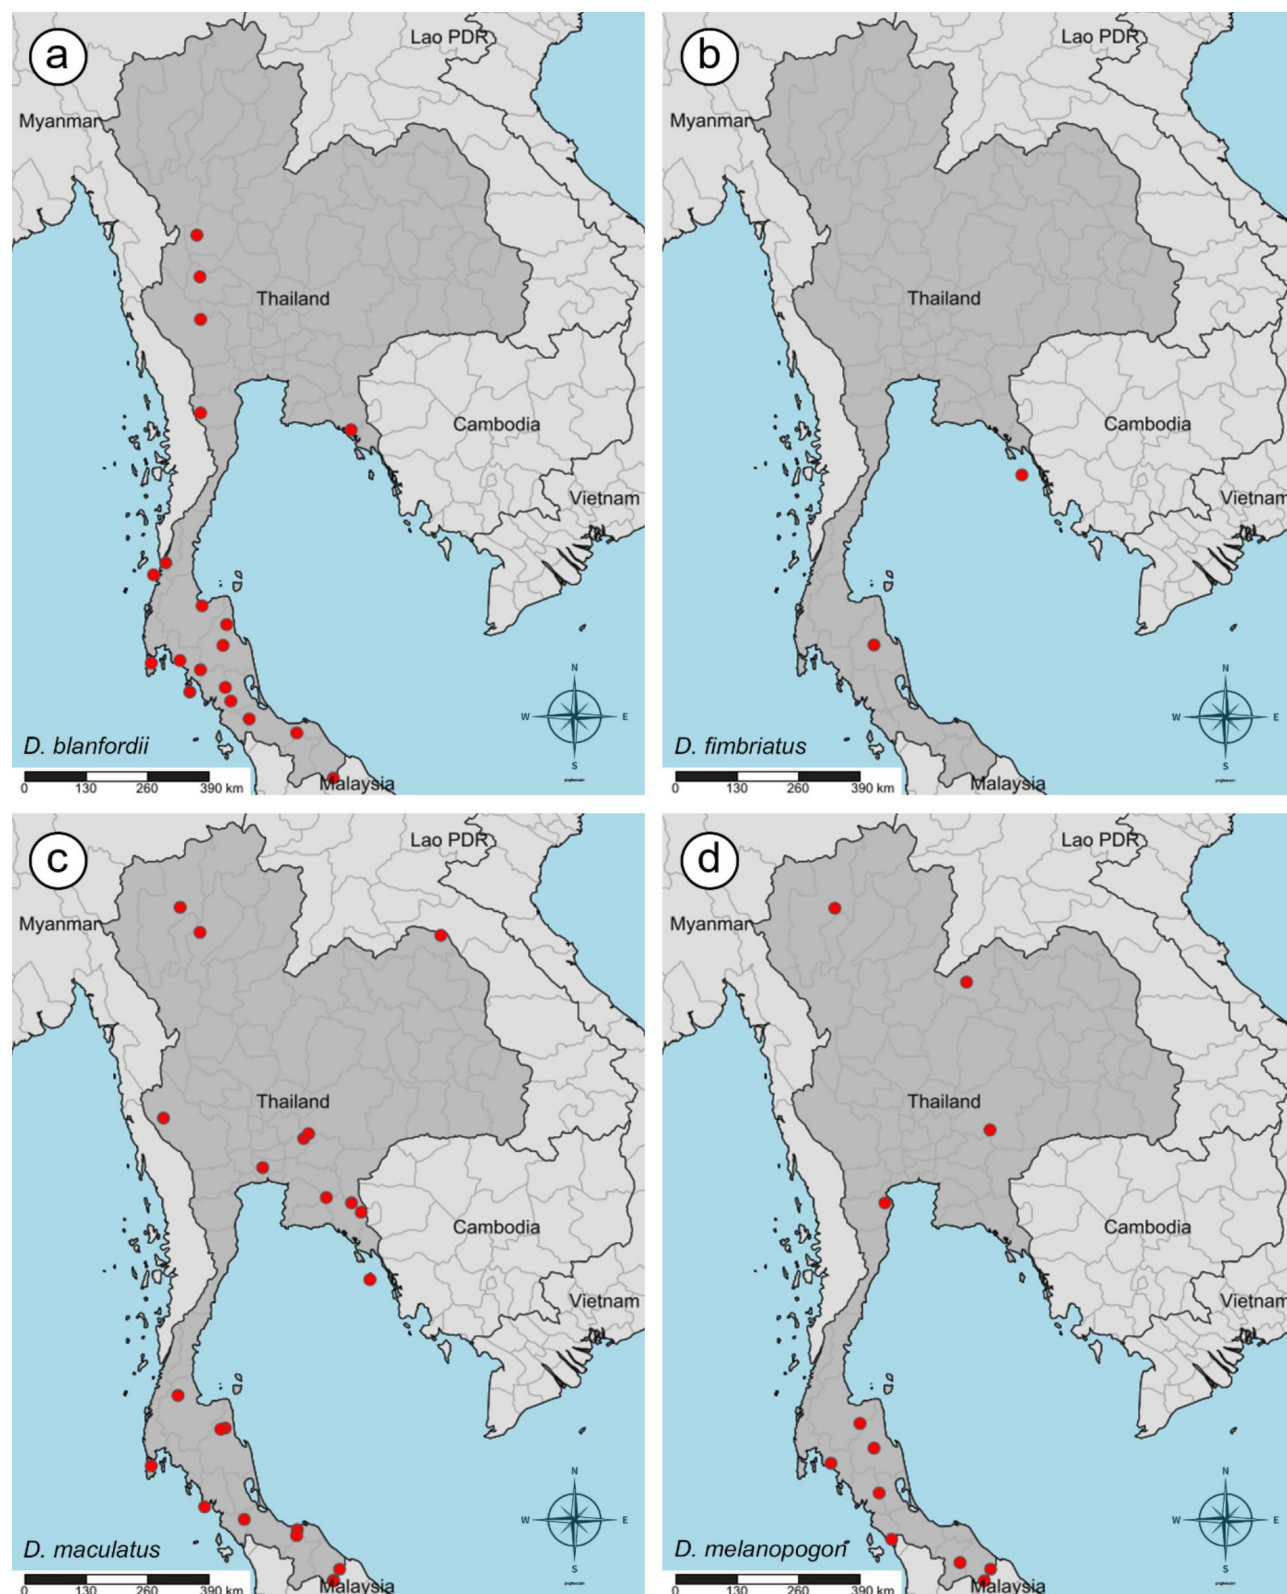 a
Lao PDR
Myanmar
Thailand
Cambodia
Vietnam
N
W
E
S
D. blanfordii
Malaysia
0 130 260 390 km
b
Lao PDR
Myanmar
Thailand
Cambodia
Vietnam
N
W
E
S
D. fimbriatus
Malaysia
0 130 260 390 km
c
Lao PDR
Myanmar
Thailand
Cambodia
Vietnam
N
W
E
S
D. maculatus
Malaysia
0 130 260 390 km
d
Lao PDR
Myanmar
Thailand
Cambodia
Vietnam
N
W
E
S
D. melanopogon
Malaysia
0 130 260 390 km